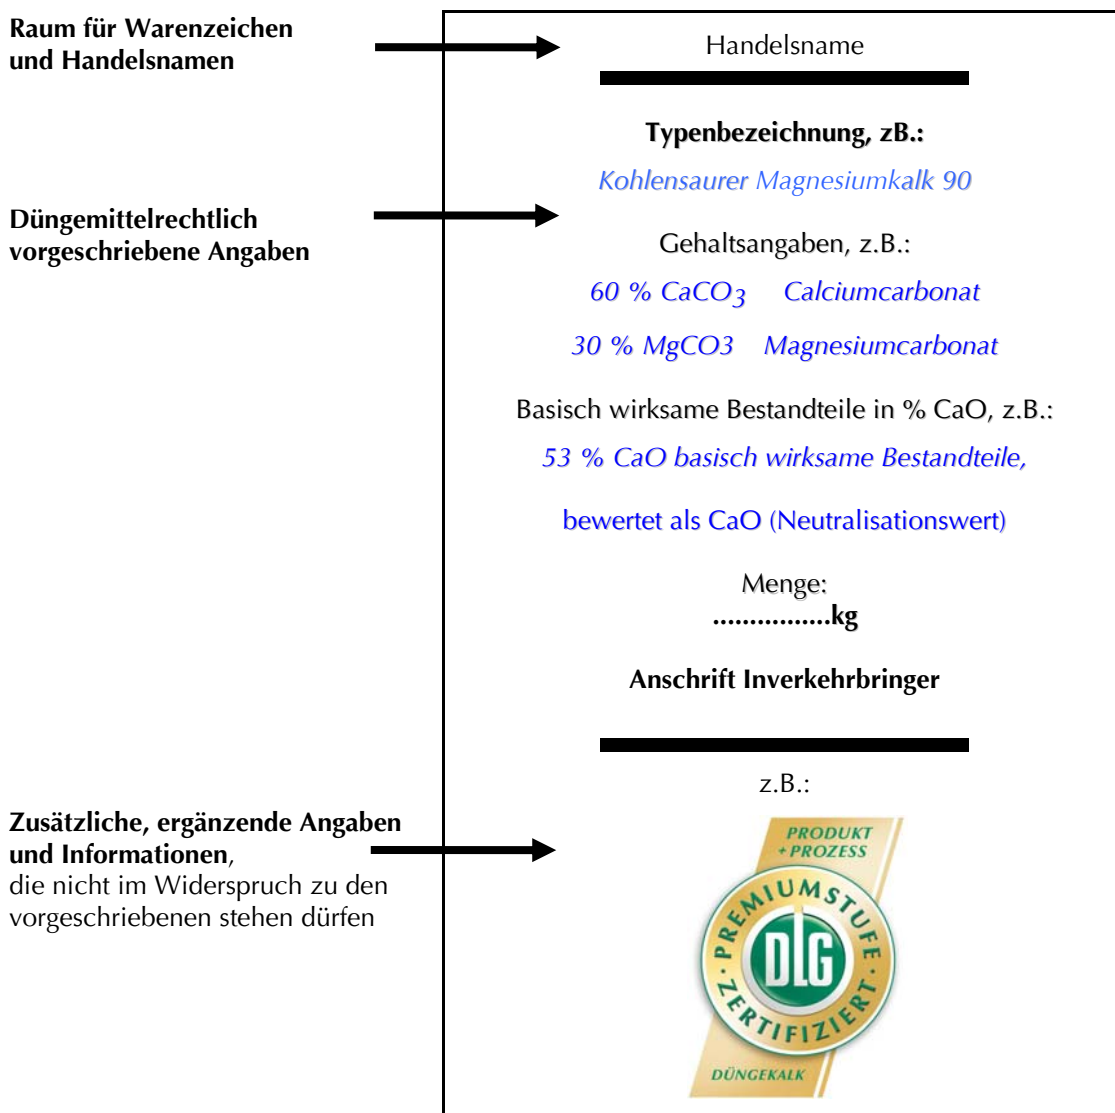 Raum für Warenzeichen
und Handelsnamen
Handelsname
Typenbezeichnung, zB.:
Kohlensaurer Magnesiumkalk 90
Düngemittelrechtlich
vorgeschriebene Angaben
Gehaltsangaben, z.B.:
60 % CaCO3 Calciumcarbonat
30 % MgCO3 Magnesiumcarbonat
Basisch wirksame Bestandteile in % CaO, z.B.:
53 % CaO basisch wirksame Bestandteile,
bewertet als CaO (Neutralisationswert)
Menge:
................kg
Anschrift Inverkehrbringer
z.B.:
Zusätzliche, ergänzende Angaben
und Informationen,
die nicht im Widerspruch zu den
vorgeschriebenen stehen dürfen
PRODUKT
+ PROZESS
PREMIUMSTUFE
DLG
ZERTIFIZIERT
DÜNGEKALK